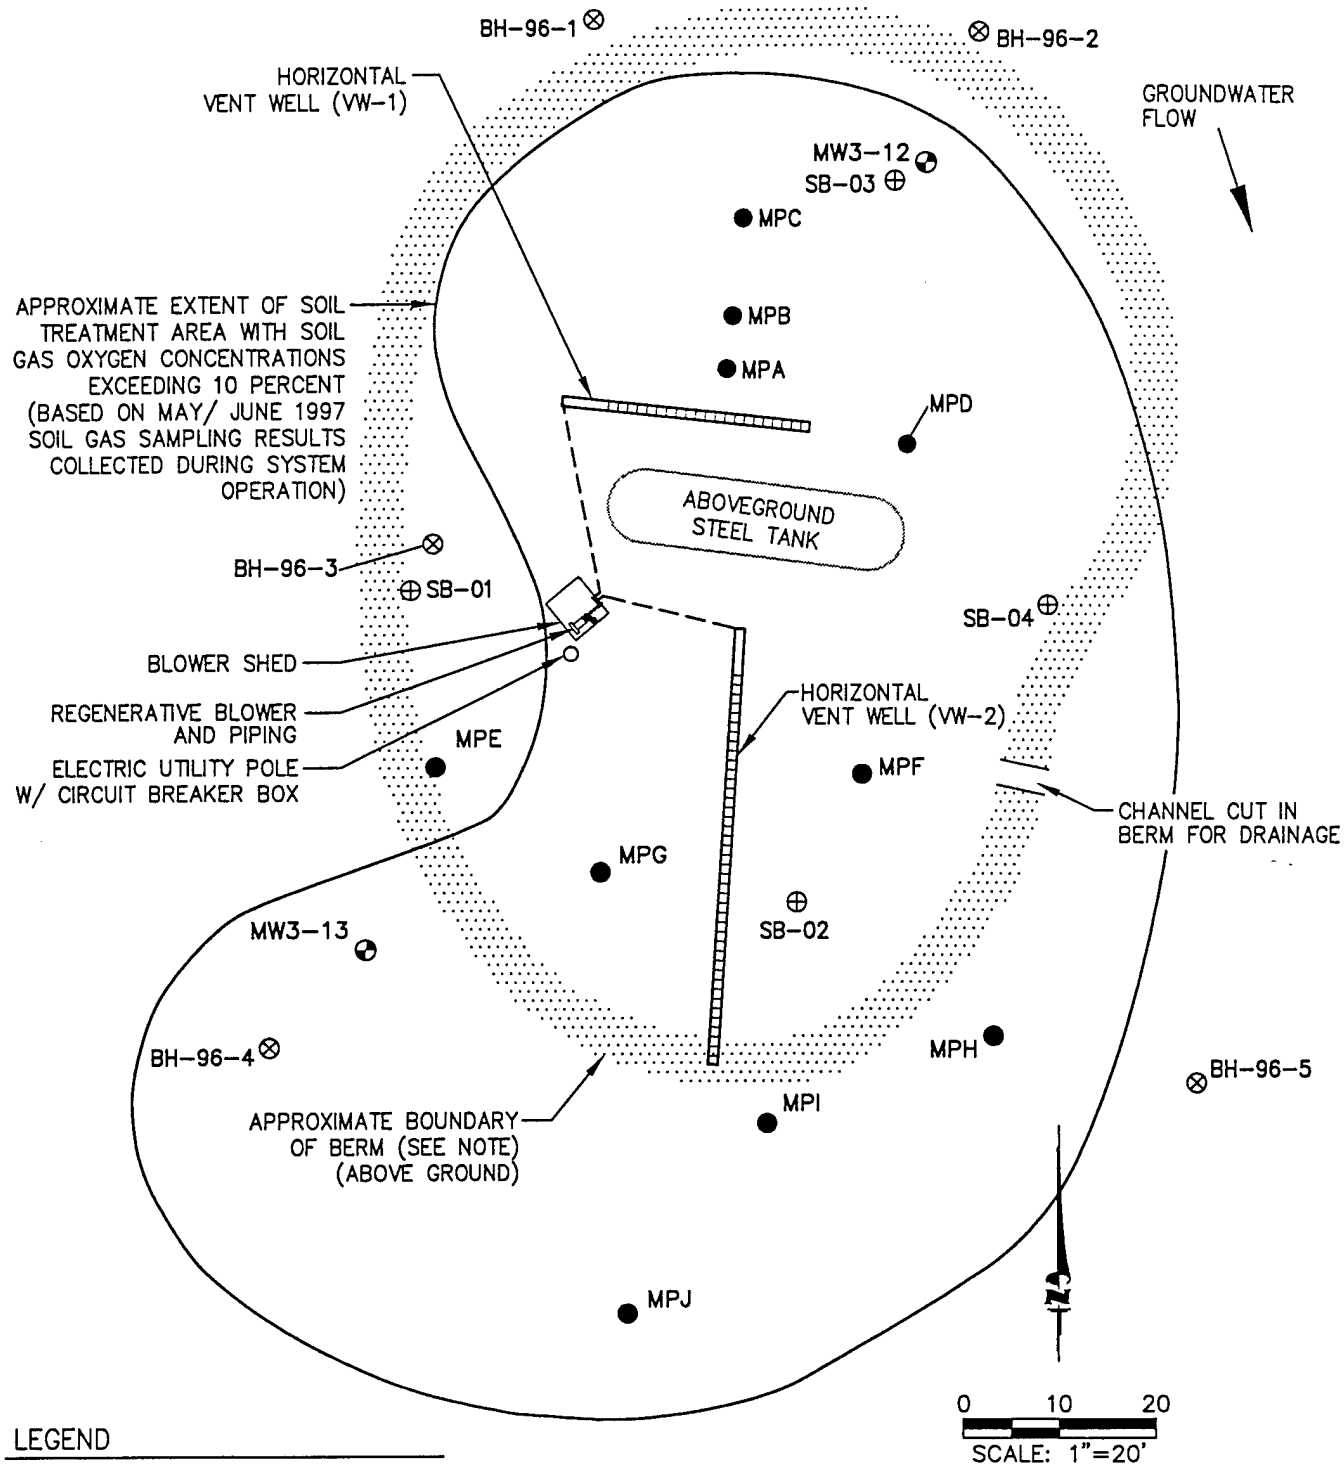 BH-96-1
BH-96-2
HORIZONTAL
VENT WELL (VW-1)
GROUNDWATER
FLOW
MW3-12
SB-03
MPC
APPROXIMATE EXTENT OF SOIL
TREATMENT AREA WITH SOIL
GAS OXYGEN CONCENTRATIONS
EXCEEDING 10 PERCENT
(BASED ON MAY/ JUNE 1997
SOIL GAS SAMPLING RESULTS
COLLECTED DURING SYSTEM
OPERATION)
MPB
MPA
MPD
ABOVEGROUND
STEEL TANK
BH-96-3
SB-01
SB-04
BLOWER SHED
REGENERATIVE BLOWER
AND PIPING
HORIZONTAL
VENT WELL (VW-2)
MPE
ELECTRIC UTILITY POLE
W/ CIRCUIT BREAKER BOX
MPF
CHANNEL CUT IN
BERM FOR DRAINAGE
MPG
SB-02
MW3-13
BH-96-4
MPH
BH-96-5
MPI
APPROXIMATE BOUNDARY
OF BERM (SEE NOTE)
(ABOVE GROUND)
N
MPJ
0 10 20
SCALE: 1"=20'
LEGEND